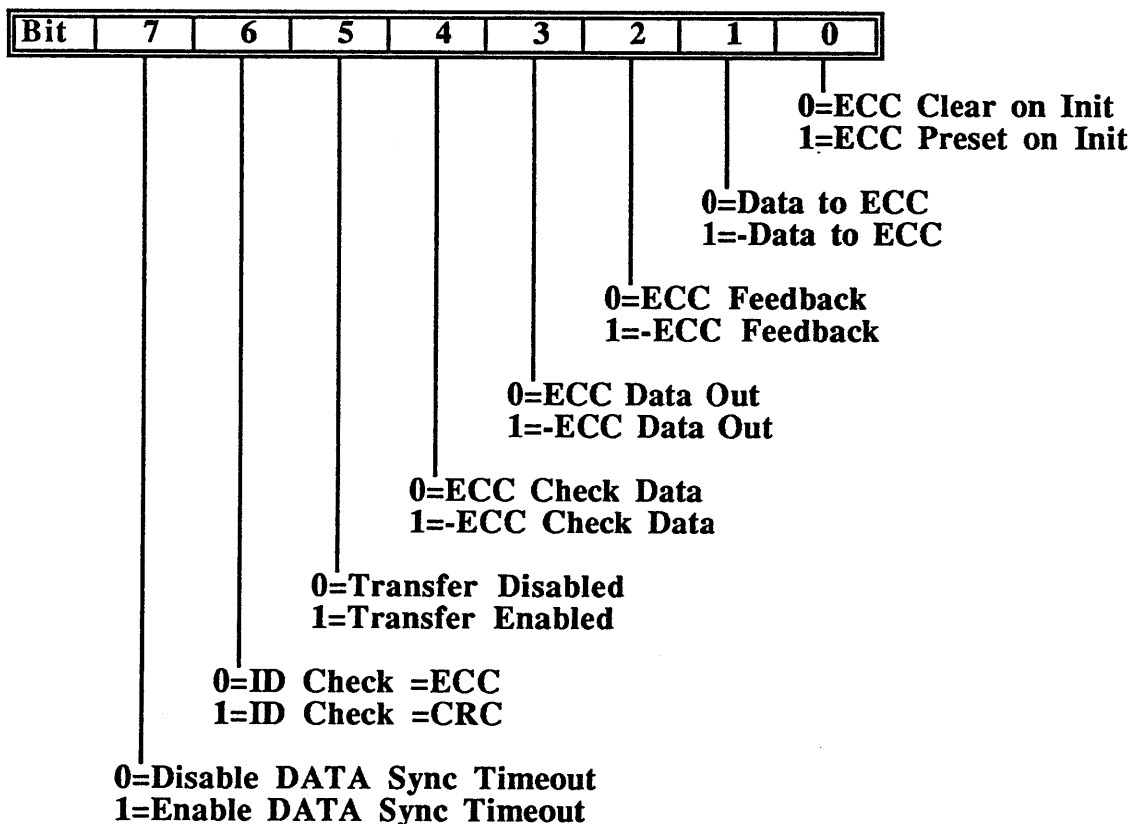 Bit 7 6 5 4 3 2 1 0
0=ECC Clear on Init
1=ECC Preset on Init
0=Data to ECC
1=-Data to ECC
0=ECC Feedback
1=-ECC Feedback
0=ECC Data Out
1=-ECC Data Out
0=ECC Check Data
1=-ECC Check Data
0=Transfer Disabled
1=Transfer Enabled
0=ID Check =ECC
1=ID Check =CRC
0=Disable DATA Sync Timeout
1=Enable DATA Sync Timeout